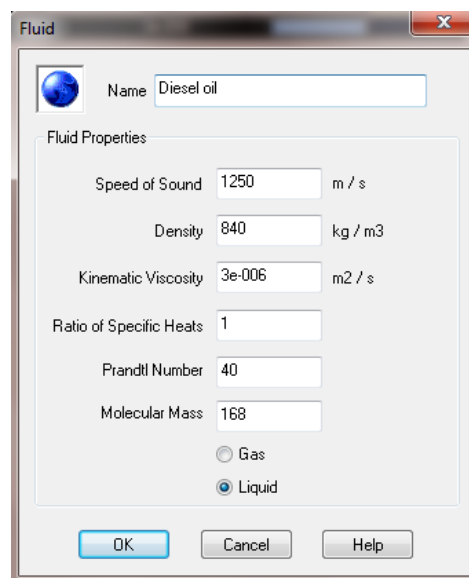 Fluid
Name Diesel oil
Fluid Properties
Speed of Sound 1250 m / s
Density 840 kg / m3
Kinematic Viscosity 3e-006 m2 / s
Ratio of Specific Heats 1
Prandtl Number 40
Molecular Mass 168
Gas
Liquid
OK Cancel Help